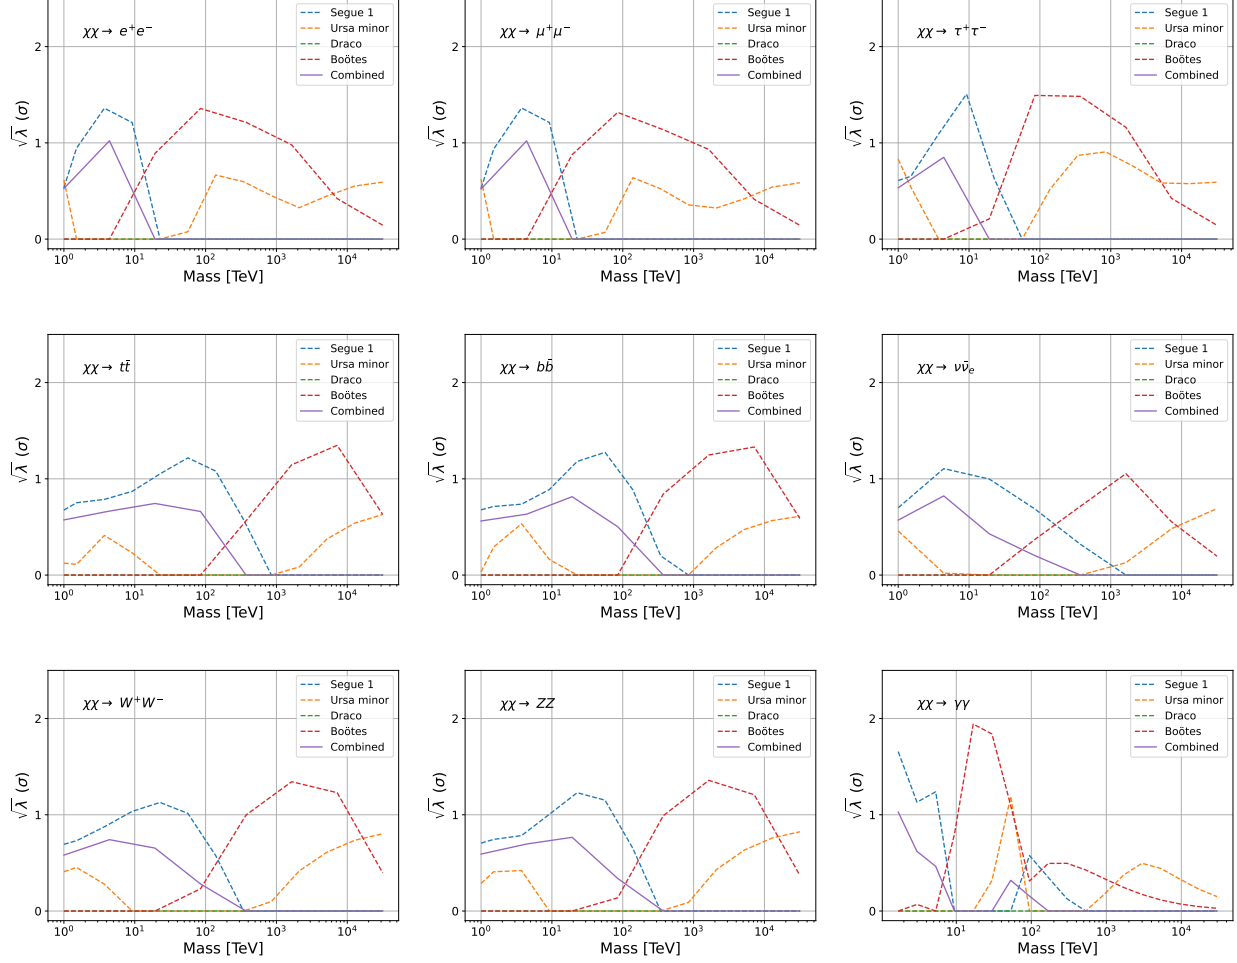 χχ→ e⁺e⁻
Segue 1
Ursa minor
Draco
Boötes
Combined
√λ (σ)
2
1
0
10⁰ 10¹ 10² 10³ 10⁴
Mass [TeV]
χχ→ μ⁺μ⁻
Segue 1
Ursa minor
Draco
Boötes
Combined
√λ (σ)
2
1
0
10⁰ 10¹ 10² 10³ 10⁴
Mass [TeV]
χχ→ τ⁺τ⁻
Segue 1
Ursa minor
Draco
Boötes
Combined
√λ (σ)
2
1
0
10⁰ 10¹ 10² 10³ 10⁴
Mass [TeV]
χχ→ tt̄
Segue 1
Ursa minor
Draco
Boötes
Combined
√λ (σ)
2
1
0
10⁰ 10¹ 10² 10³ 10⁴
Mass [TeV]
χχ→ bb̄
Segue 1
Ursa minor
Draco
Boötes
Combined
√λ (σ)
2
1
0
10⁰ 10¹ 10² 10³ 10⁴
Mass [TeV]
χχ→ νν̄ₑ
Segue 1
Ursa minor
Draco
Boötes
Combined
√λ (σ)
2
1
0
10⁰ 10¹ 10² 10³ 10⁴
Mass [TeV]
χχ→ W⁺W⁻
Segue 1
Ursa minor
Draco
Boötes
Combined
√λ (σ)
2
1
0
10⁰ 10¹ 10² 10³ 10⁴
Mass [TeV]
χχ→ ZZ
Segue 1
Ursa minor
Draco
Boötes
Combined
√λ (σ)
2
1
0
10⁰ 10¹ 10² 10³ 10⁴
Mass [TeV]
χχ→ γγ
Segue 1
Ursa minor
Draco
Boötes
Combined
√λ (σ)
2
1
0
10¹ 10² 10³ 10⁴
Mass [TeV]